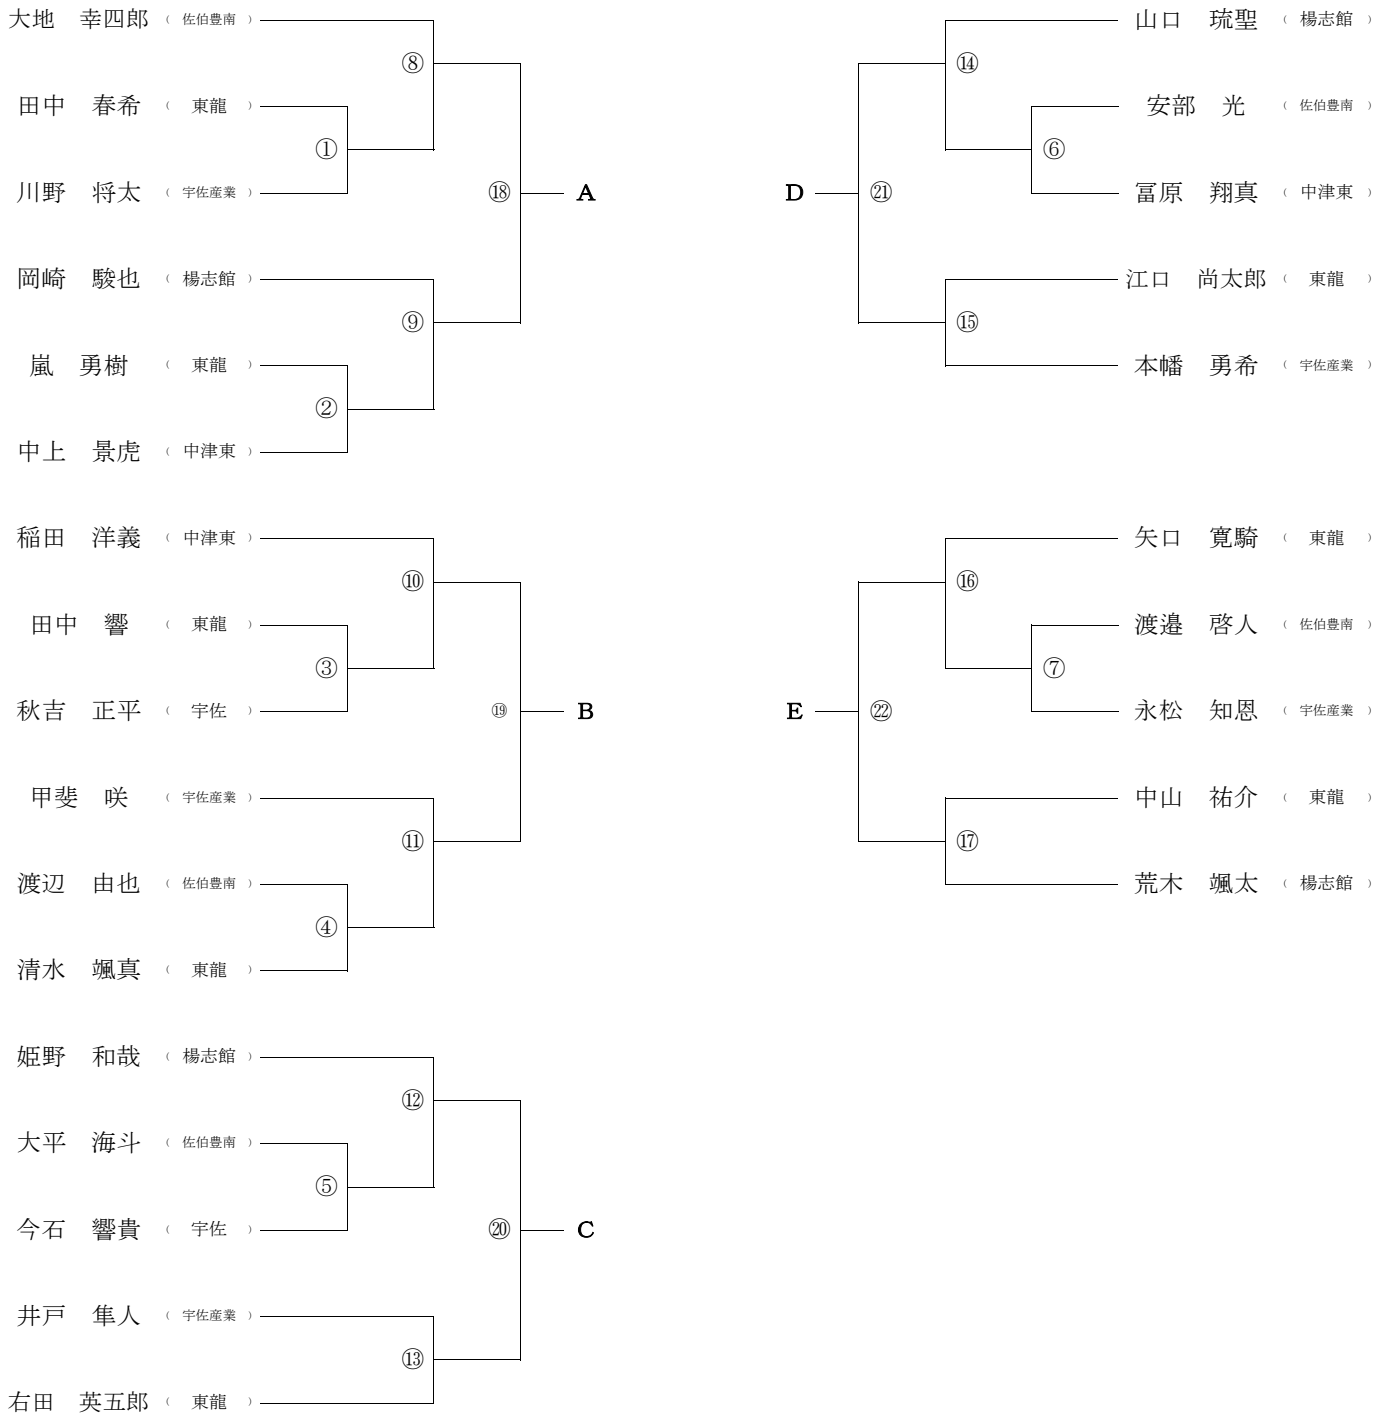 大地　幸四郎 （ 佐伯豊南 ）
⑧
田中　春希 （ 東龍 ）
①
川野　将太 （ 宇佐産業 ）
⑱ A
岡崎　駿也 （ 楊志館 ）
⑨
嵐　勇樹 （ 東龍 ）
②
中上　景虎 （ 中津東 ）
稲田　洋義 （ 中津東 ）
⑩
田中　響 （ 東龍 ）
③
秋吉　正平 （ 宇佐 ）
⑲ B
甲斐　咲 （ 宇佐産業 ）
⑪
渡辺　由也 （ 佐伯豊南 ）
④
清水　颯真 （ 東龍 ）
姫野　和哉 （ 楊志館 ）
⑫
大平　海斗 （ 佐伯豊南 ）
⑤
今石　響貴 （ 宇佐 ）
⑳ C
井戸　隼人 （ 宇佐産業 ）
⑬
右田　英五郎 （ 東龍 ）
山口　琉聖 （ 楊志館 ）
⑭
安部　光 （ 佐伯豊南 ）
⑥
冨原　翔真 （ 中津東 ）
D ㉑
江口　尚太郎 （ 東龍 ）
⑮
本幡　勇希 （ 宇佐産業 ）
矢口　寛騎 （ 東龍 ）
⑯
渡邉　啓人 （ 佐伯豊南 ）
⑦
永松　知恩 （ 宇佐産業 ）
E ㉒
中山　祐介 （ 東龍 ）
⑰
荒木　颯太 （ 楊志館 ）